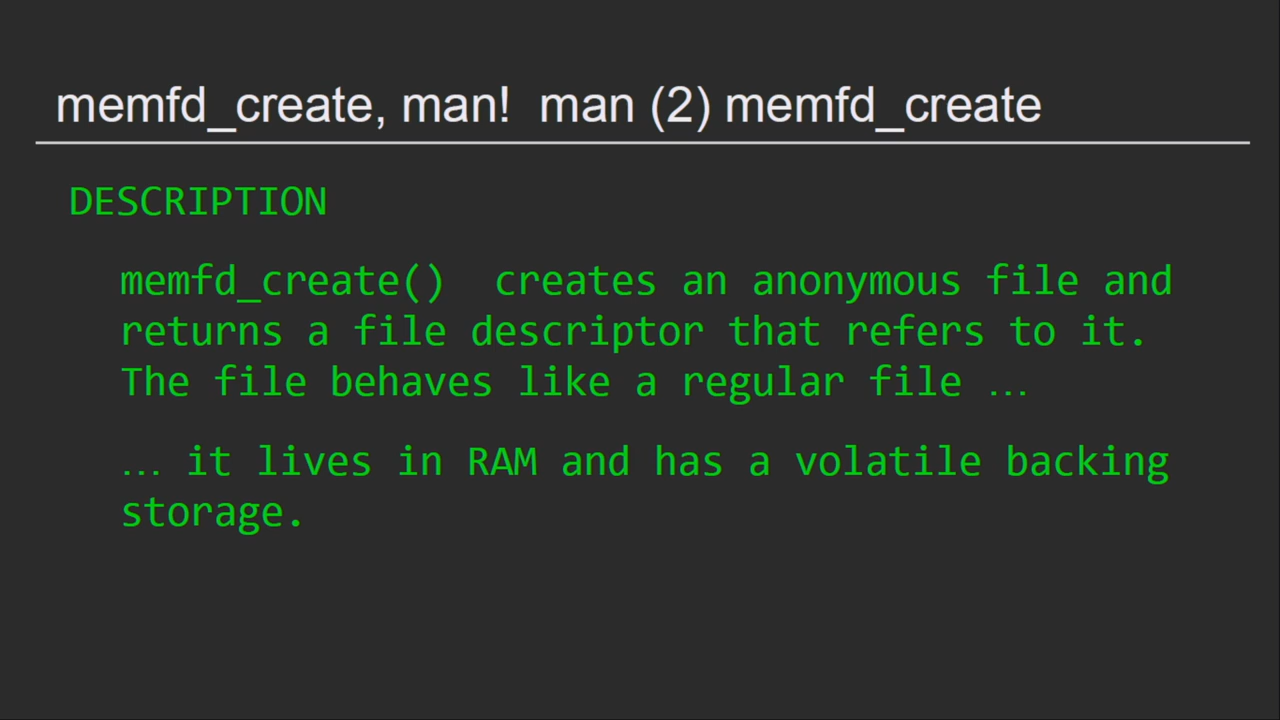 memfd_create, man!  man (2) memfd_create
DESCRIPTION
memfd_create()  creates an anonymous file and
returns a file descriptor that refers to it.
The file behaves like a regular file …
… it lives in RAM and has a volatile backing
storage.